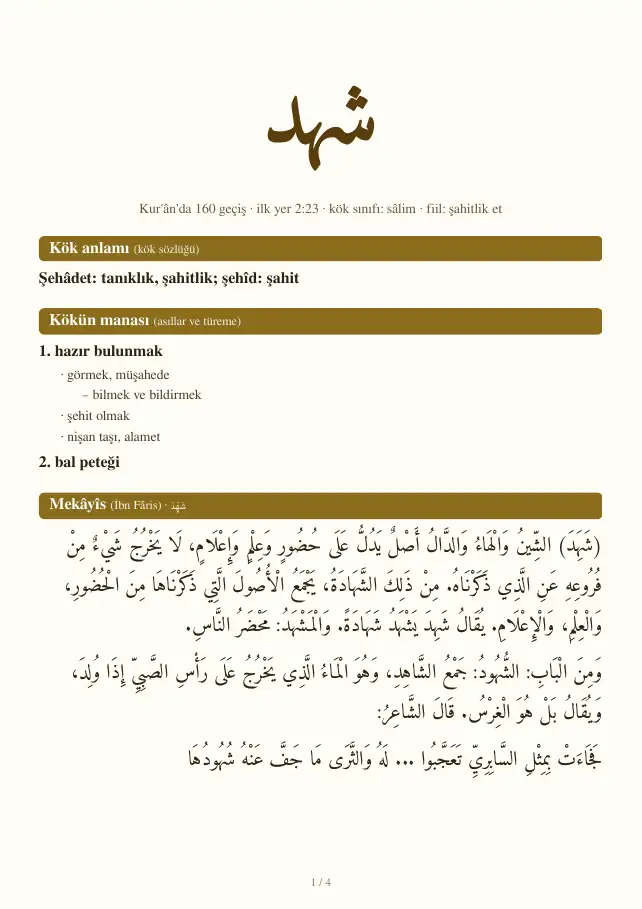 شهد
Kur'ân'da 160 geçiş · ilk yer 2:23 · kök sınıfı: sâlim · fiil: şahitlik et
Kök anlamı (kök sözlüğü)
Şehâdet: tanıklık, şahitlik; şehîd: şahit
Kökün manası (asıllar ve türeme)
1. hazır bulunmak
· görmek, müşahede
– bilmek ve bildirmek
· şehit olmak
· nişan taşı, alamet
2. bal peteği
Mekâyîs (İbn Fâris) · شَهِدَ
(شَهِدَ) الشِّينُ وَالْهَاءُ وَالدَّالُ أَصْلٌ يَدُلُّ عَلَى حُضُورٍ وَعِلْمٍ وَإِعْلَامٍ، لَا يَخْرُجُ شَيْءٌ مِنْ
فُرُوعِهِ عَنِ الَّذِي ذَكَرْنَاهُ. مِنْ ذَلِكَ الشَّهَادَةُ، يَجْمَعُ الْأُصُولَ الَّتِي ذَكَرْنَاهَا مِنَ الْحُضُورِ،
وَالْعِلْمِ، وَالْإِعْلَامِ. يُقَالُ شَهِدَ يَشْهَدُ شَهَادَةً. وَالْمَشْهَدُ: مَحْضَرُ النَّاسِ.
وَمِنَ الْبَابِ: الشُّهُودُ: جَمْعُ الشَّاهِدِ، وَهُوَ الْمَاءُ الَّذِي يَخْرُجُ عَلَى رَأْسِ الصَّبِيِّ إِذَا وُلِدَ،
وَيُقَالُ بَلْ هُوَ الْغِرْسُ. قَالَ الشَّاعِرُ:
فَجَاءَتْ بِمِثْلِ السَّابِرِيِّ تَعَجَّبُوا ... لَهُ وَالثَّرَى مَا جَفَّ عَنْهُ شُهُودُهَا
1 / 4